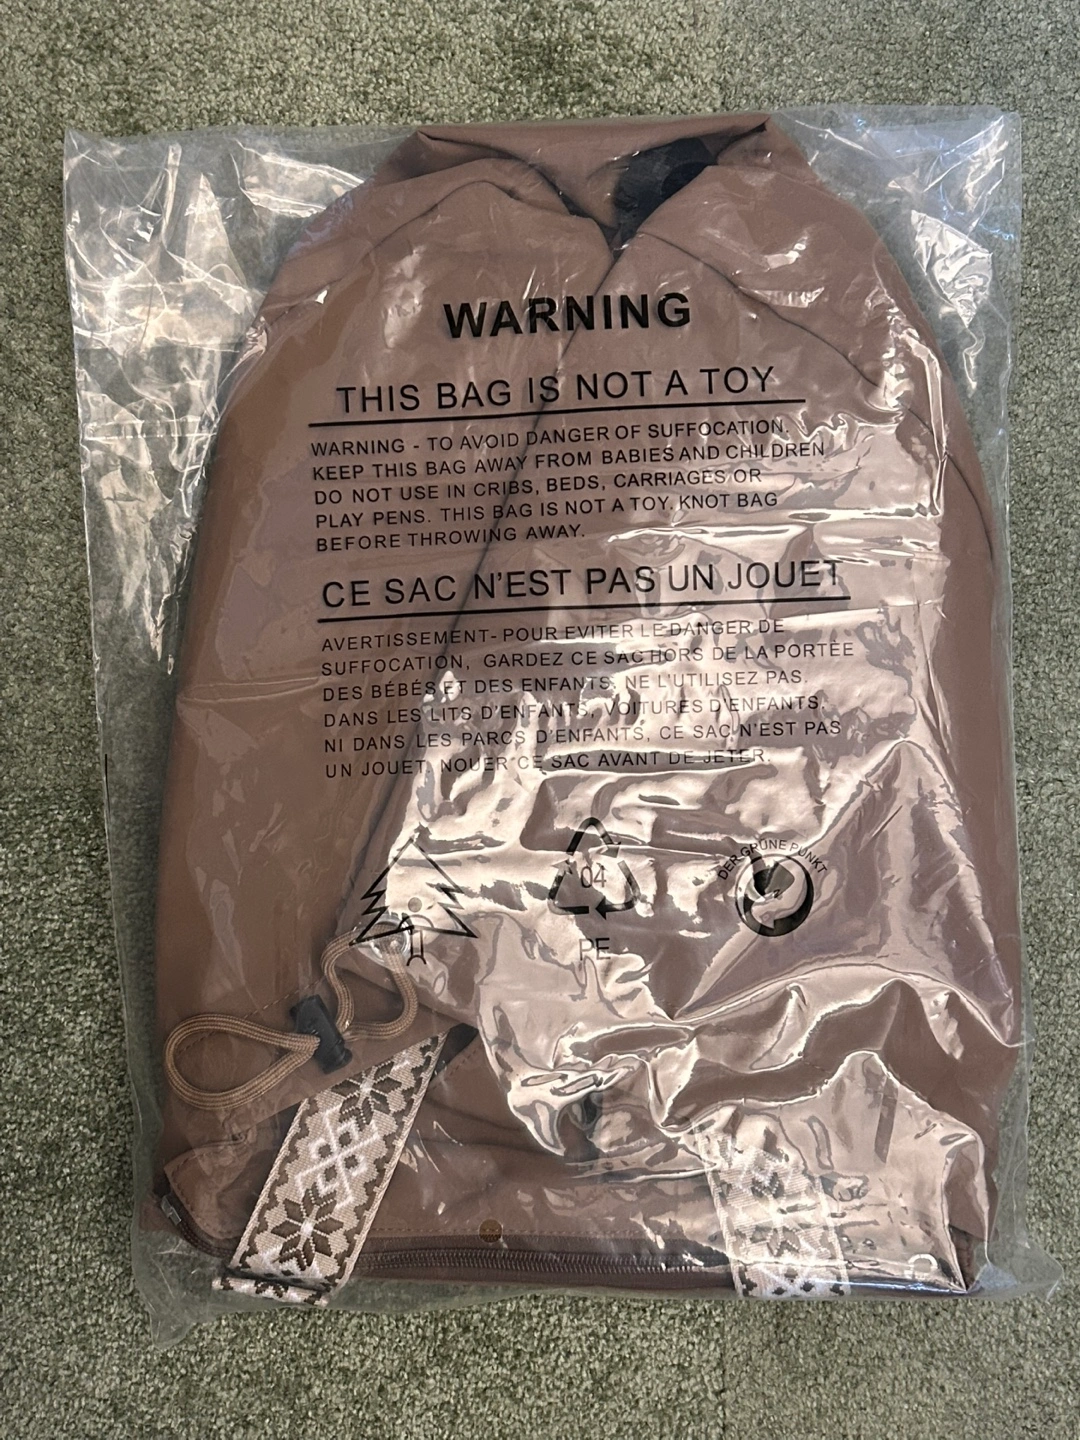 WARNING
THIS BAG IS NOT A TOY
WARNING - TO AVOID DANGER OF SUFFOCATION.
KEEP THIS BAG AWAY FROM BABIES AND CHILDREN
DO NOT USE IN CRIBS, BEDS, CARRIAGES OR
PLAY PENS. THIS BAG IS NOT A TOY. KNOT BAG
BEFORE THROWING AWAY.
CE SAC N'EST PAS UN JOUET
AVERTISSEMENT- POUR EVITER LE DANGER DE
SUFFOCATION, GARDEZ CE SAC HORS DE LA PORTÉE
DES BÉBÉS ET DES ENFANTS. NE L'UTILISEZ PAS.
DANS LES LITS D'ENFANTS, VOITURES D'ENFANTS,
NI DANS LES PARCS D'ENFANTS, CE SAC N'EST PAS
UN JOUET, NOUER CE SAC AVANT DE JETER.
DER GRÜNE PUNKT
04
PE